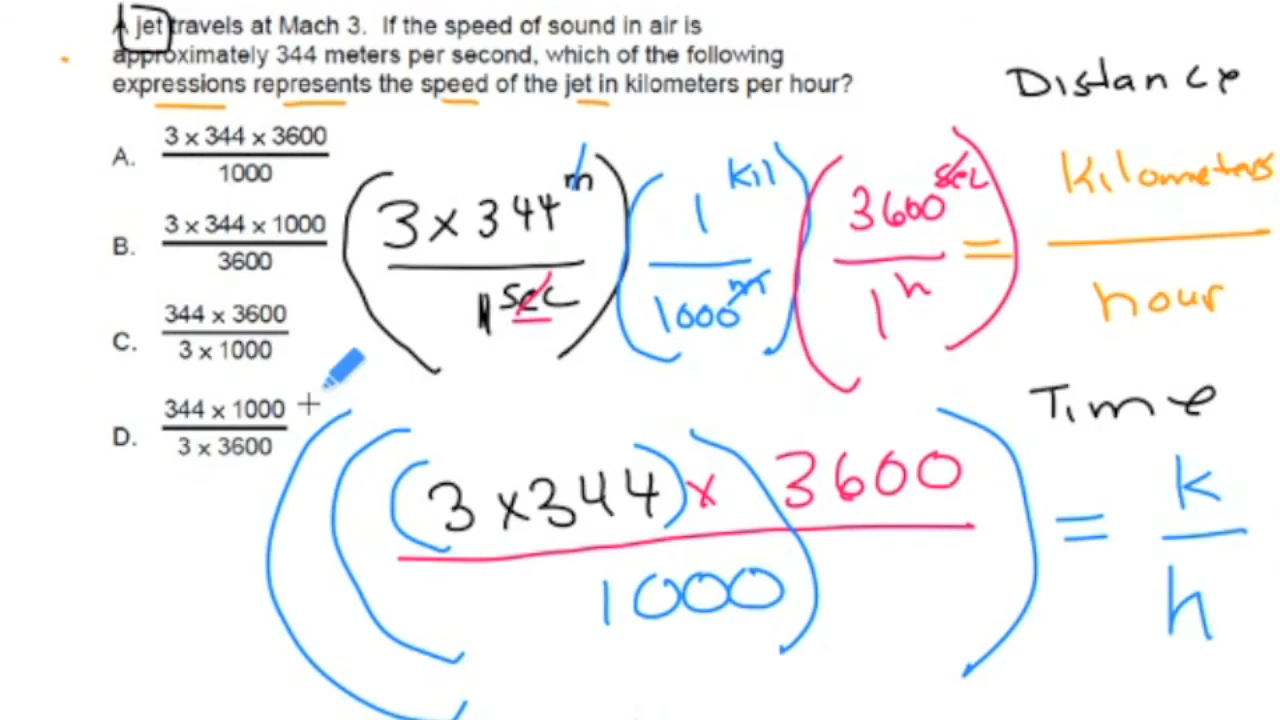 A jet travels at Mach 3. If the speed of sound in air is
approximately 344 meters per second, which of the following
expressions represents the speed of the jet in kilometers per hour?
Distance
A. 3 x 344 x 3600
1000
B. 3 x 344 x 1000
3600
C. 344 x 3600
3 x 1000
D. 344 x 1000
3 x 3600
(3 x 344 m) (1 kil) (3600 sec) = kilometers
1 sec 1000 m 1 h hour
Time
(((3 x 344) x 3600)) = k
1000 h